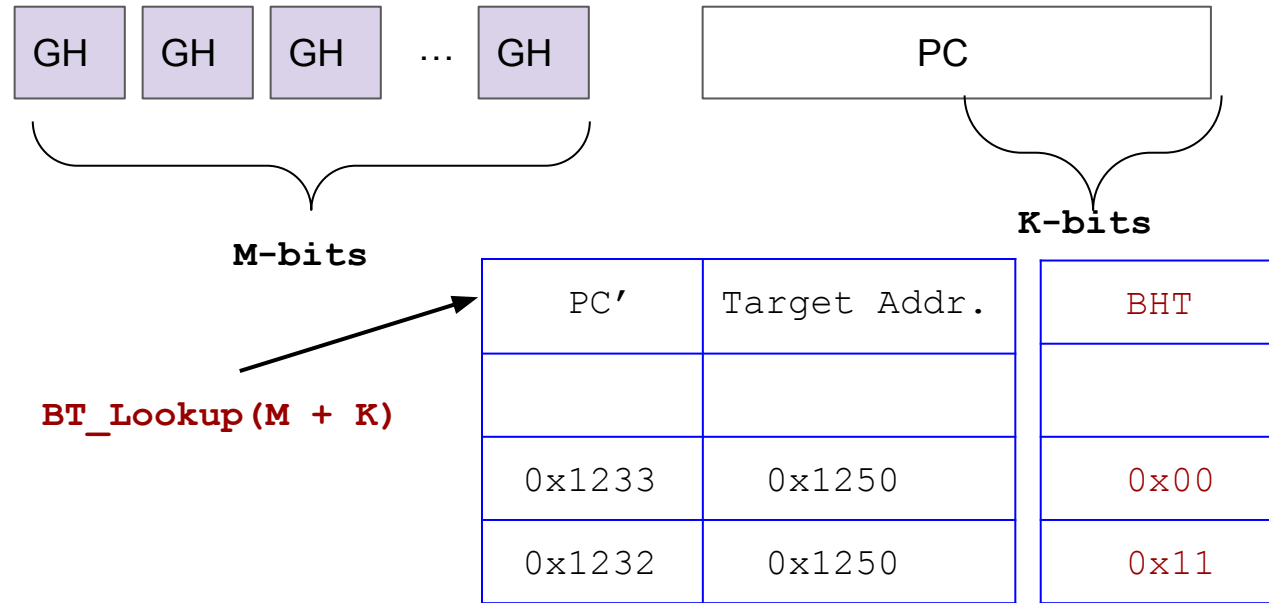 GH GH GH ... GH PC
M-bits
K-bits
PC’ Target Addr. BHT
BT_Lookup(M + K)
0x1233 0x1250 0x00
0x1232 0x1250 0x11